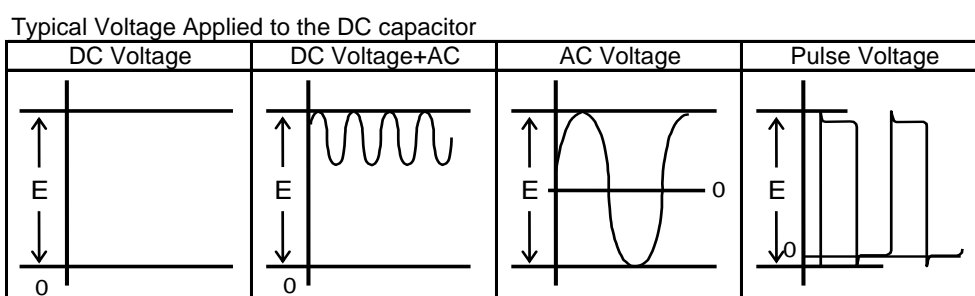 Typical Voltage Applied to the DC capacitor
DC Voltage DC Voltage+AC AC Voltage Pulse Voltage
E E E 0 E
0
0 0